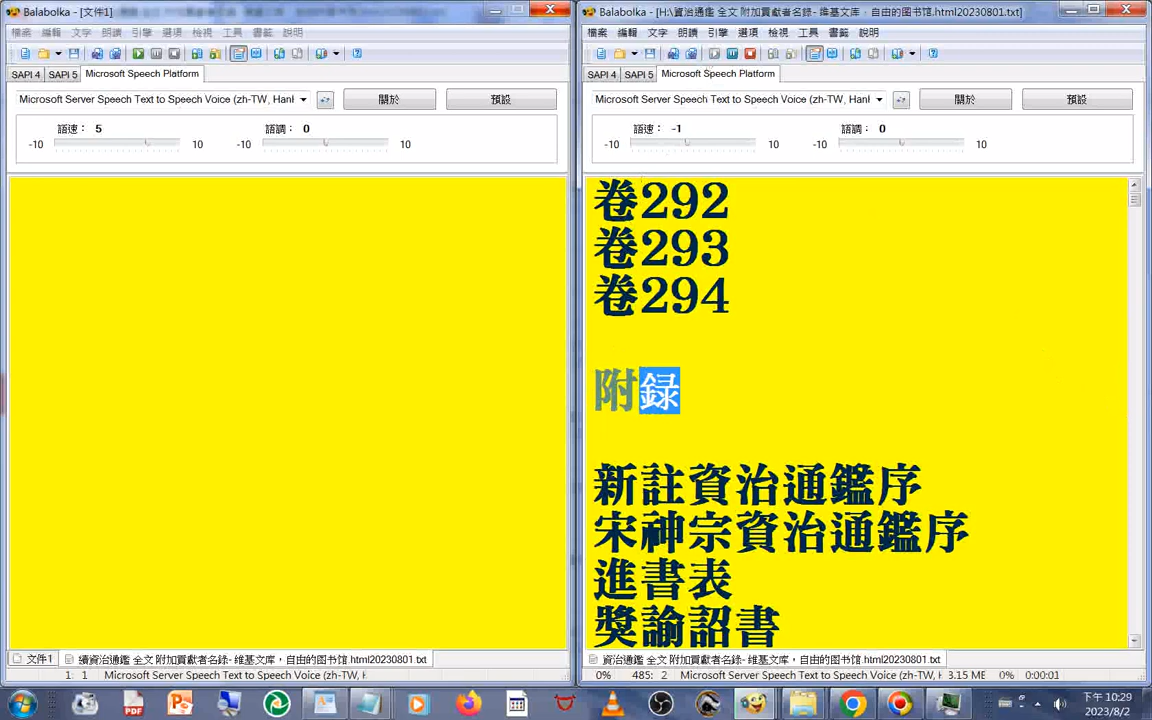 Balabolka - [文件1]
檔案 編輯 文字 朗讀 引擎 選項 檢視 工具 書籤 說明
SAPI 4 SAPI 5 Microsoft Speech Platform
Microsoft Server Speech Text to Speech Voice (zh-TW, Han
關於
預設
語速： 5
語調： 0
-10 10 -10 10
文件1
續資治通鑑 全文 附加貢獻者名錄- 維基文库，自由的图书馆.html20230801.txt
1: 1 Microsoft Server Speech Text to Speech Voice (zh-TW, H
Balabolka - [H:\資治通鑑 全文 附加貢獻者名錄- 維基文库，自由的图书馆.html20230801.txt]
檔案 編輯 文字 朗讀 引擎 選項 檢視 工具 書籤 說明
SAPI 4 SAPI 5 Microsoft Speech Platform
Microsoft Server Speech Text to Speech Voice (zh-TW, Han
關於
預設
語速： -1
語調： 0
-10 10 -10 10
卷292
卷293
卷294
附録
新註資治通鑑序
宋神宗資治通鑑序
進書表
獎諭詔書
資治通鑑 全文 附加貢獻者名錄- 維基文库，自由的图书馆.html20230801.txt
0% 485: 2 Microsoft Server Speech Text to Speech Voice (zh-TW, H 3.15 ME 0% 0:00:01
下午 10:29
2023/8/2